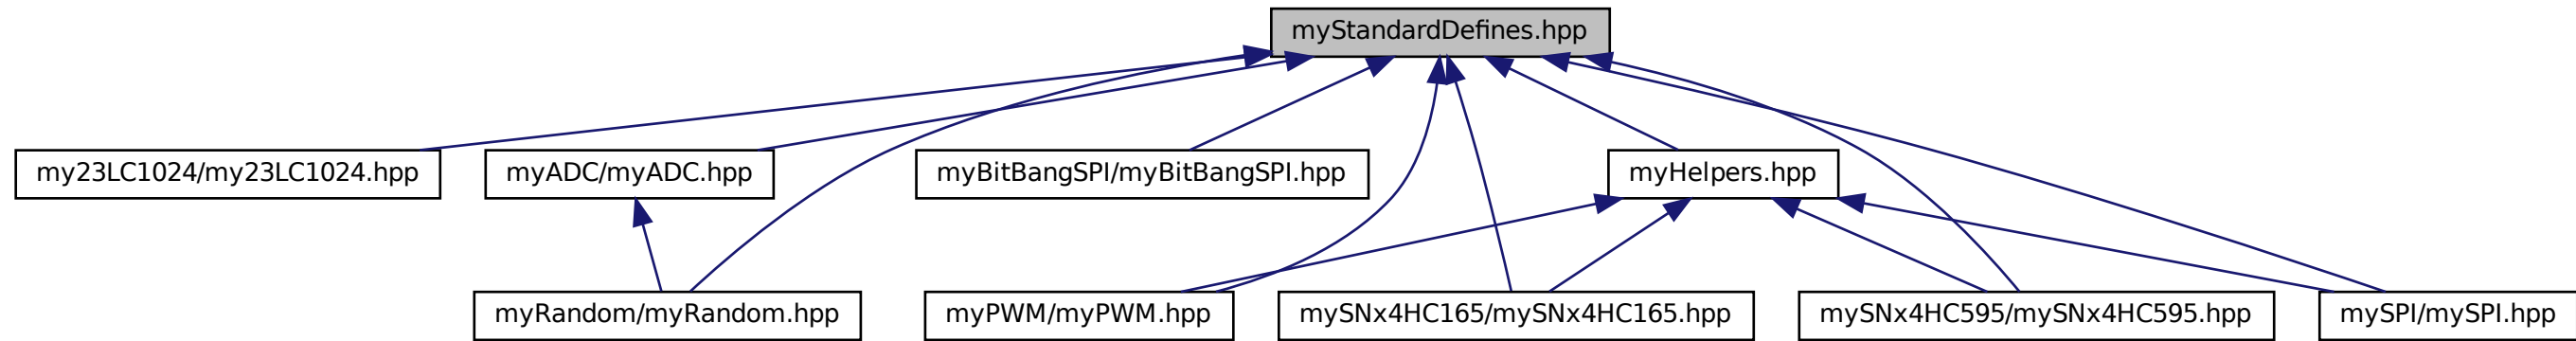 myStandardDefines.hpp
my23LC1024/my23LC1024.hpp
myADC/myADC.hpp
myBitBangSPI/myBitBangSPI.hpp
myHelpers.hpp
myRandom/myRandom.hpp
myPWM/myPWM.hpp
mySNx4HC165/mySNx4HC165.hpp
mySNx4HC595/mySNx4HC595.hpp
mySPI/mySPI.hpp